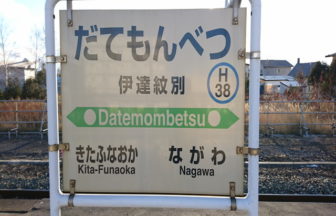 だてもんべつ
伊達紋別
H
38
Datemombetsu
きたふなおか ながわ
Kita-Funaoka Nagawa